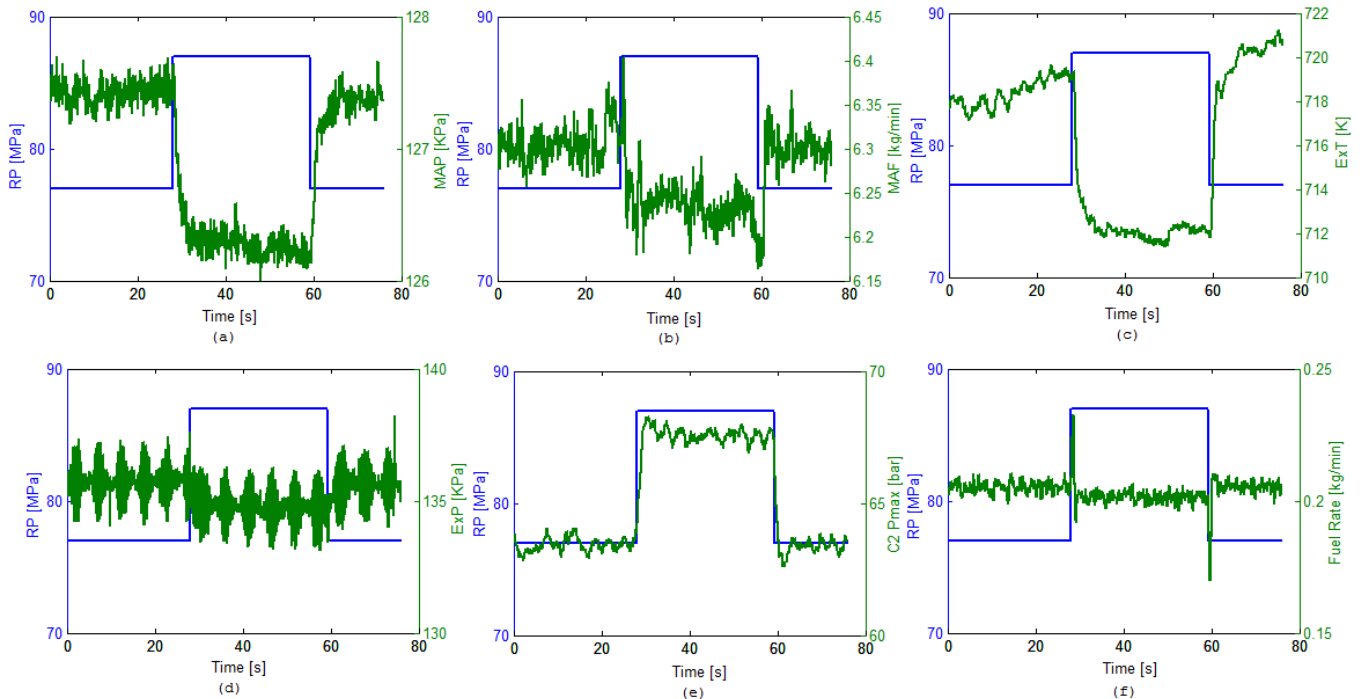 90
80
70
RP [MPa]
128
127
126
MAP [KPa]
0 20 40 60 80
Time [s]
(a)
90
80
70
RP [MPa]
6.45
6.4
6.35
6.3
6.25
6.2
6.15
MAF [kg/min]
0 20 40 60 80
Time [s]
(b)
90
80
70
RP [MPa]
722
720
718
716
714
712
710
ExT [K]
0 20 40 60 80
Time [s]
(c)
90
80
70
RP [MPa]
140
135
130
ExP [KPa]
0 20 40 60 80
Time [s]
(d)
90
80
70
RP [MPa]
70
65
60
C2 Pmax [bar]
0 20 40 60 80
Time [s]
(e)
90
80
70
RP [MPa]
0.25
0.2
0.15
Fuel Rate [kg/min]
0 20 40 60 80
Time [s]
(f)